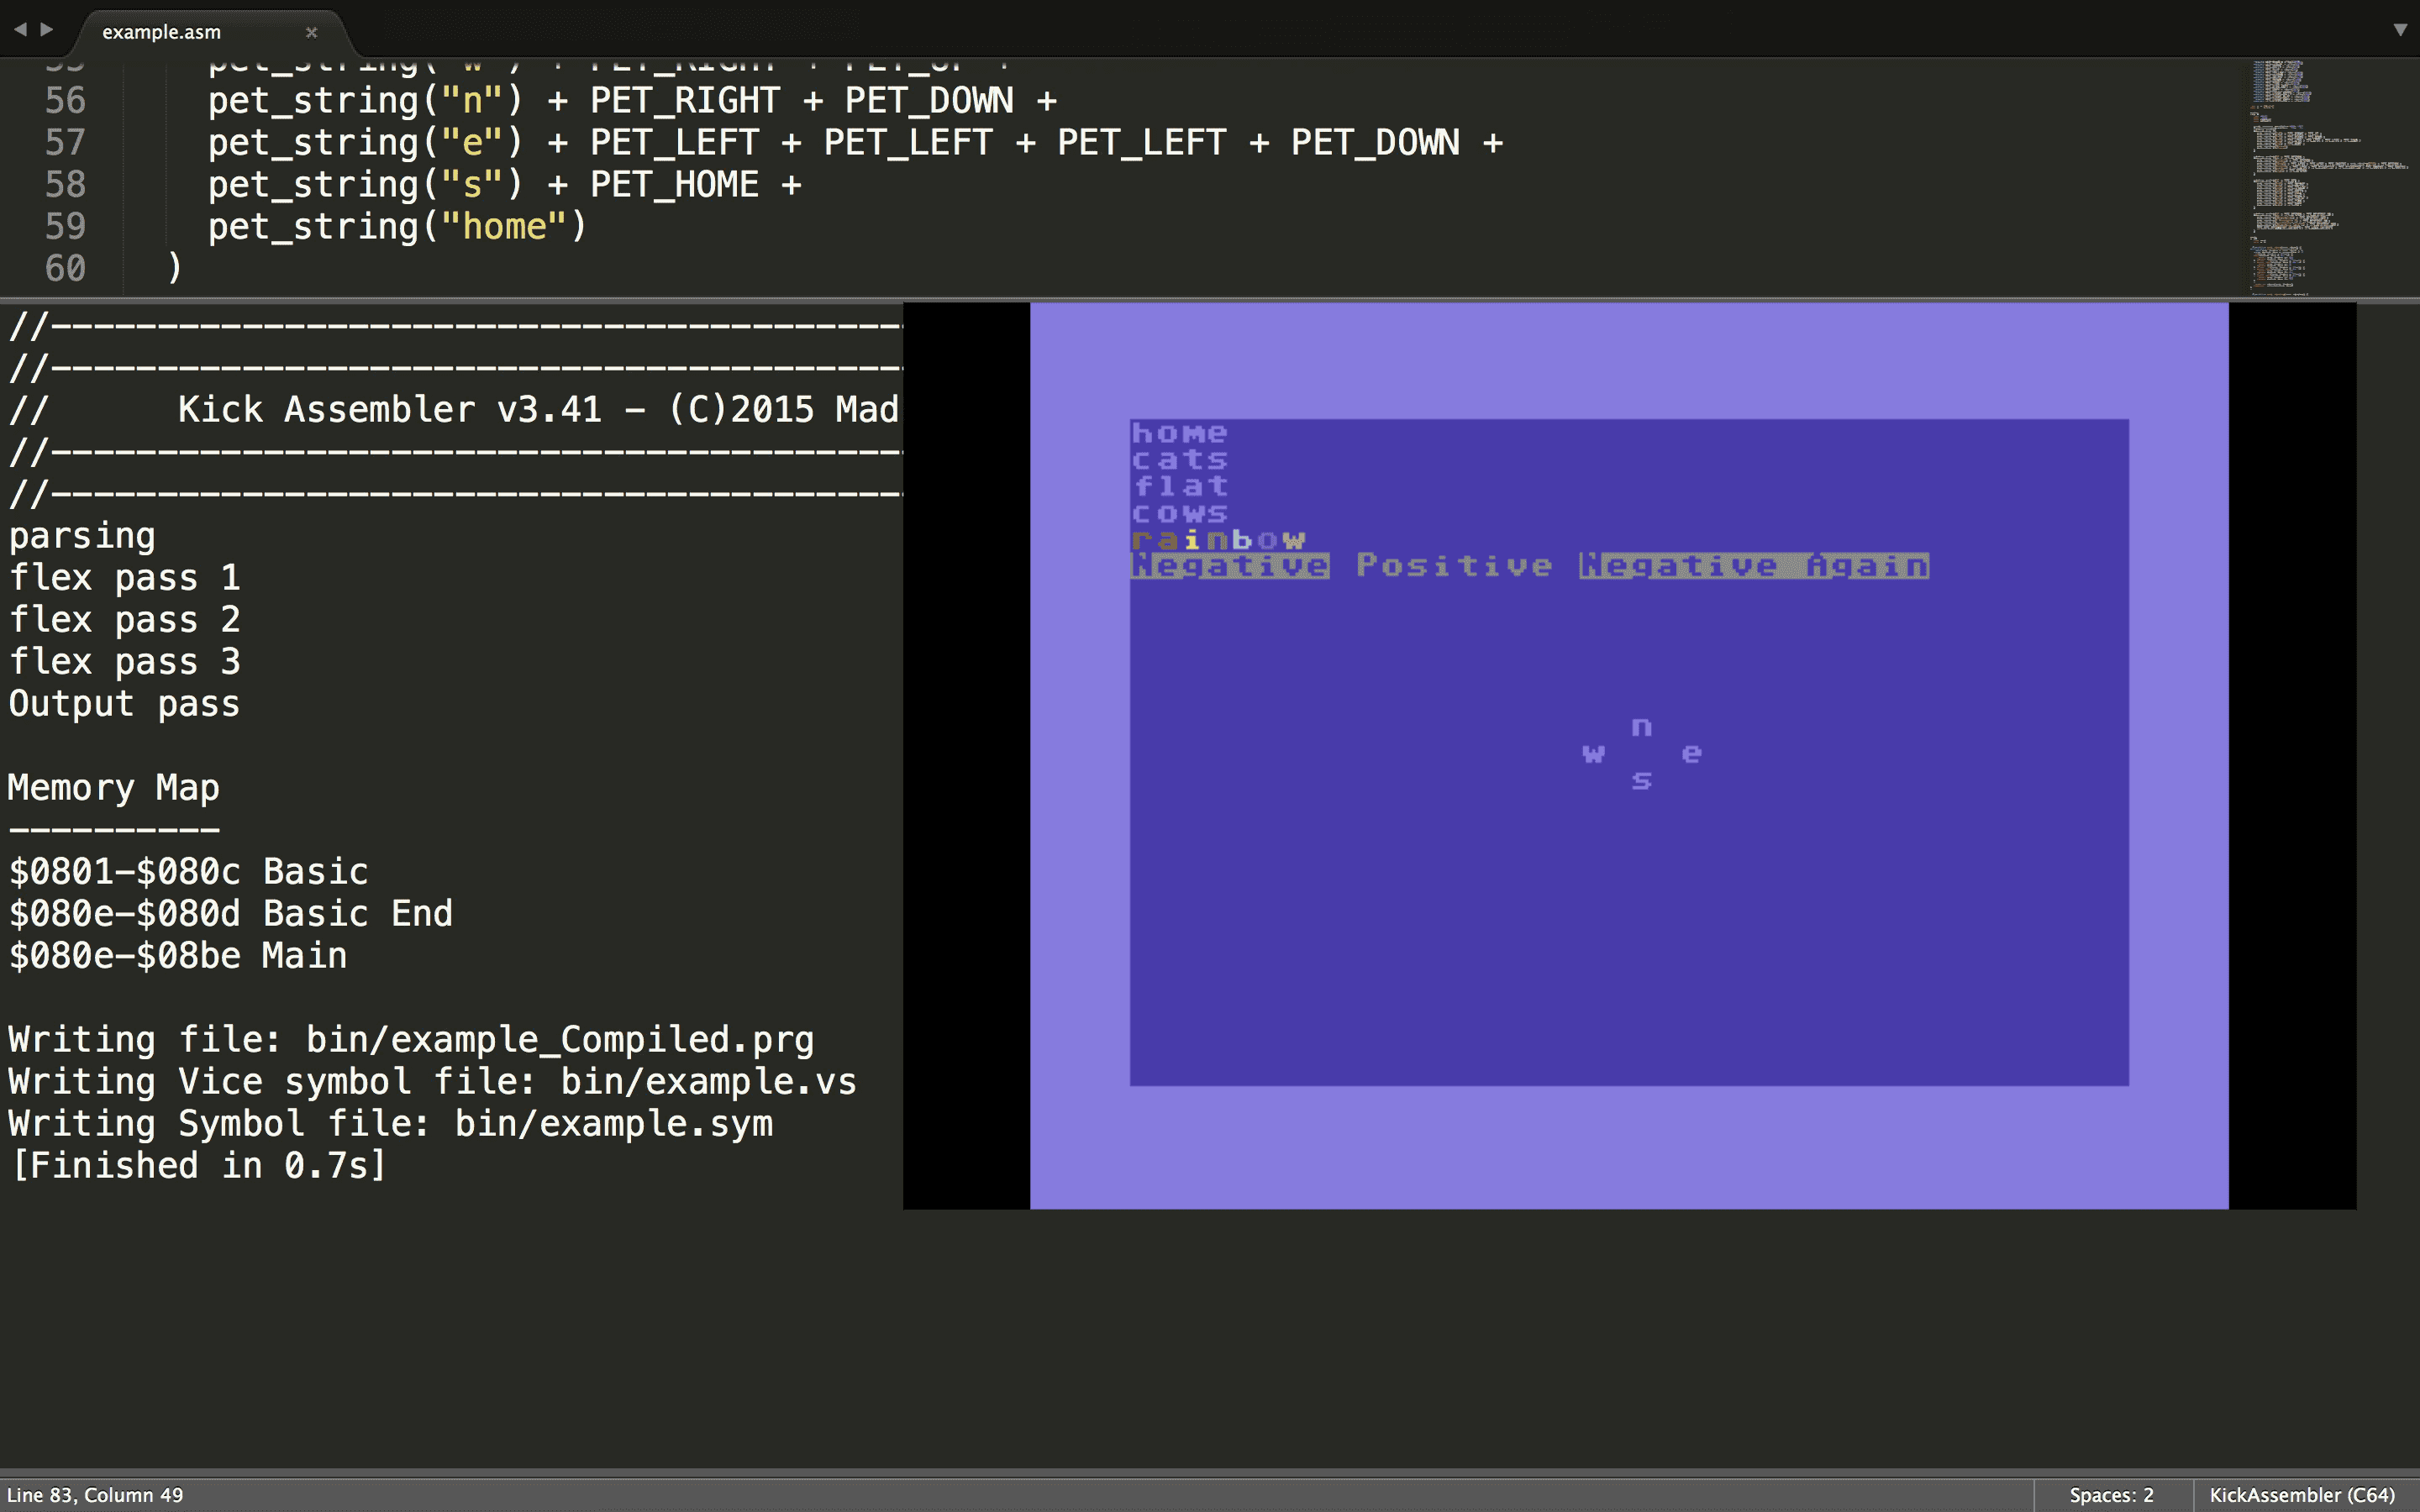 example.asm
55 pet_string("w") + PET_RIGHT + PET_UP +
56 pet_string("n") + PET_RIGHT + PET_DOWN +
57 pet_string("e") + PET_LEFT + PET_LEFT + PET_LEFT + PET_DOWN +
58 pet_string("s") + PET_HOME +
59 pet_string("home")
60 )
//-----------------------------------------
//-----------------------------------------
// Kick Assembler v3.41 - (C)2015 Mad
//-----------------------------------------
//-----------------------------------------
parsing
flex pass 1
flex pass 2
flex pass 3
Output pass
Memory Map
----------
$0801-$080c Basic
$080e-$080d Basic End
$080e-$08be Main
Writing file: bin/example_Compiled.prg
Writing Vice symbol file: bin/example.vs
Writing Symbol file: bin/example.sym
[Finished in 0.7s]
home
cats
flat
cows
rainbow
Negative Positive Negative Again
n
w e
s
Line 83, Column 49
Spaces: 2
KickAssembler (C64)